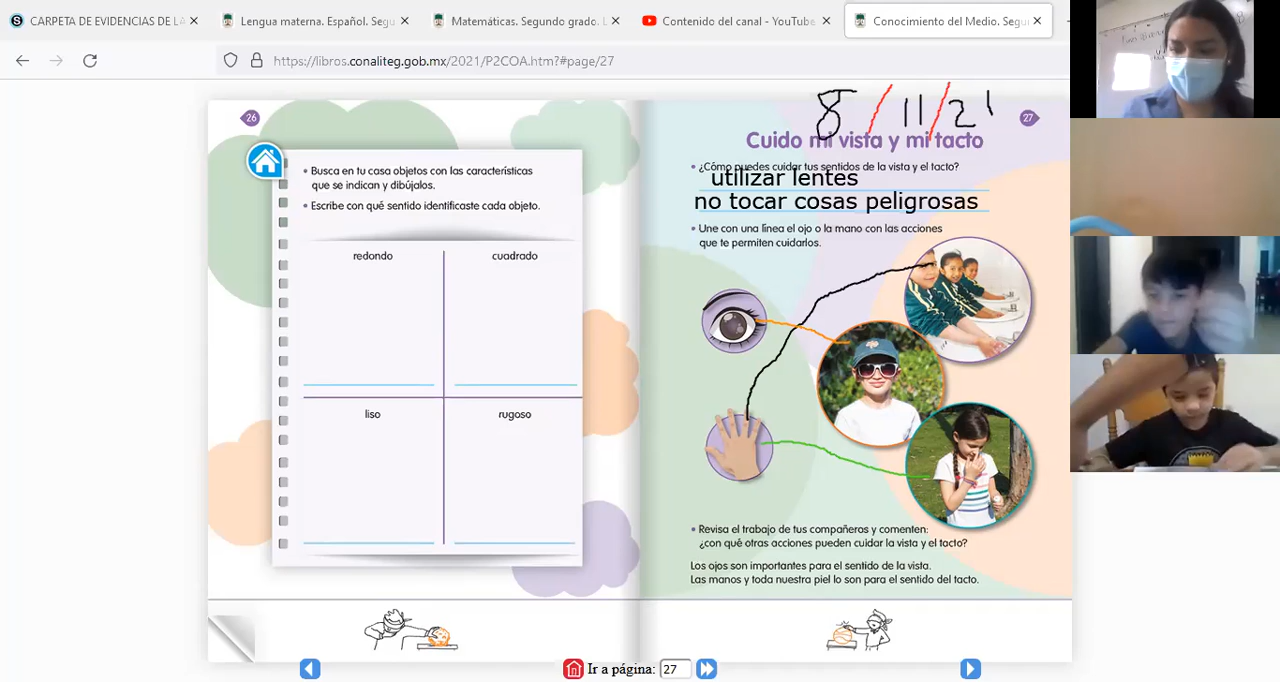 CARPETA DE EVIDENCIAS DE LA
Lengua materna. Español. Segu
Matemáticas. Segundo grado. L
Contenido del canal - YouTube
Conocimiento del Medio. Segu
https://libros.conaliteg.gob.mx/2021/P2COA.htm?#page/27
26
• Busca en tu casa objetos con las características
que se indican y dibújalos.
• Escribe con qué sentido identificaste cada objeto.
redondo
cuadrado
liso
rugoso
8/11/21
27
Cuido mi vista y mi tacto
• ¿Cómo puedes cuidar tus sentidos de la vista y el tacto?
utilizar lentes
no tocar cosas peligrosas
• Une con una línea el ojo o la mano con las acciones
que te permiten cuidarlos.
• Revisa el trabajo de tus compañeros y comenten:
¿con qué otras acciones pueden cuidar la vista y el tacto?
Los ojos son importantes para el sentido de la vista.
Las manos y toda nuestra piel lo son para el sentido del tacto.
Ir a página: 27